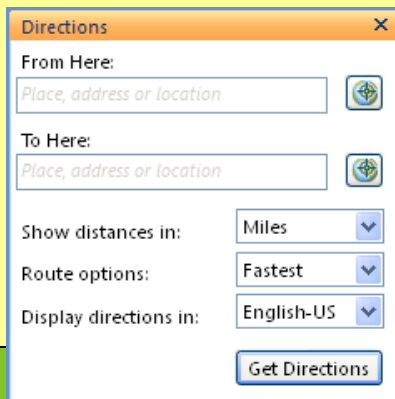 Directions
From Here:
Place, address or location
To Here:
Place, address or location
Show distances in: Miles
Route options: Fastest
Display directions in: English-US
Get Directions